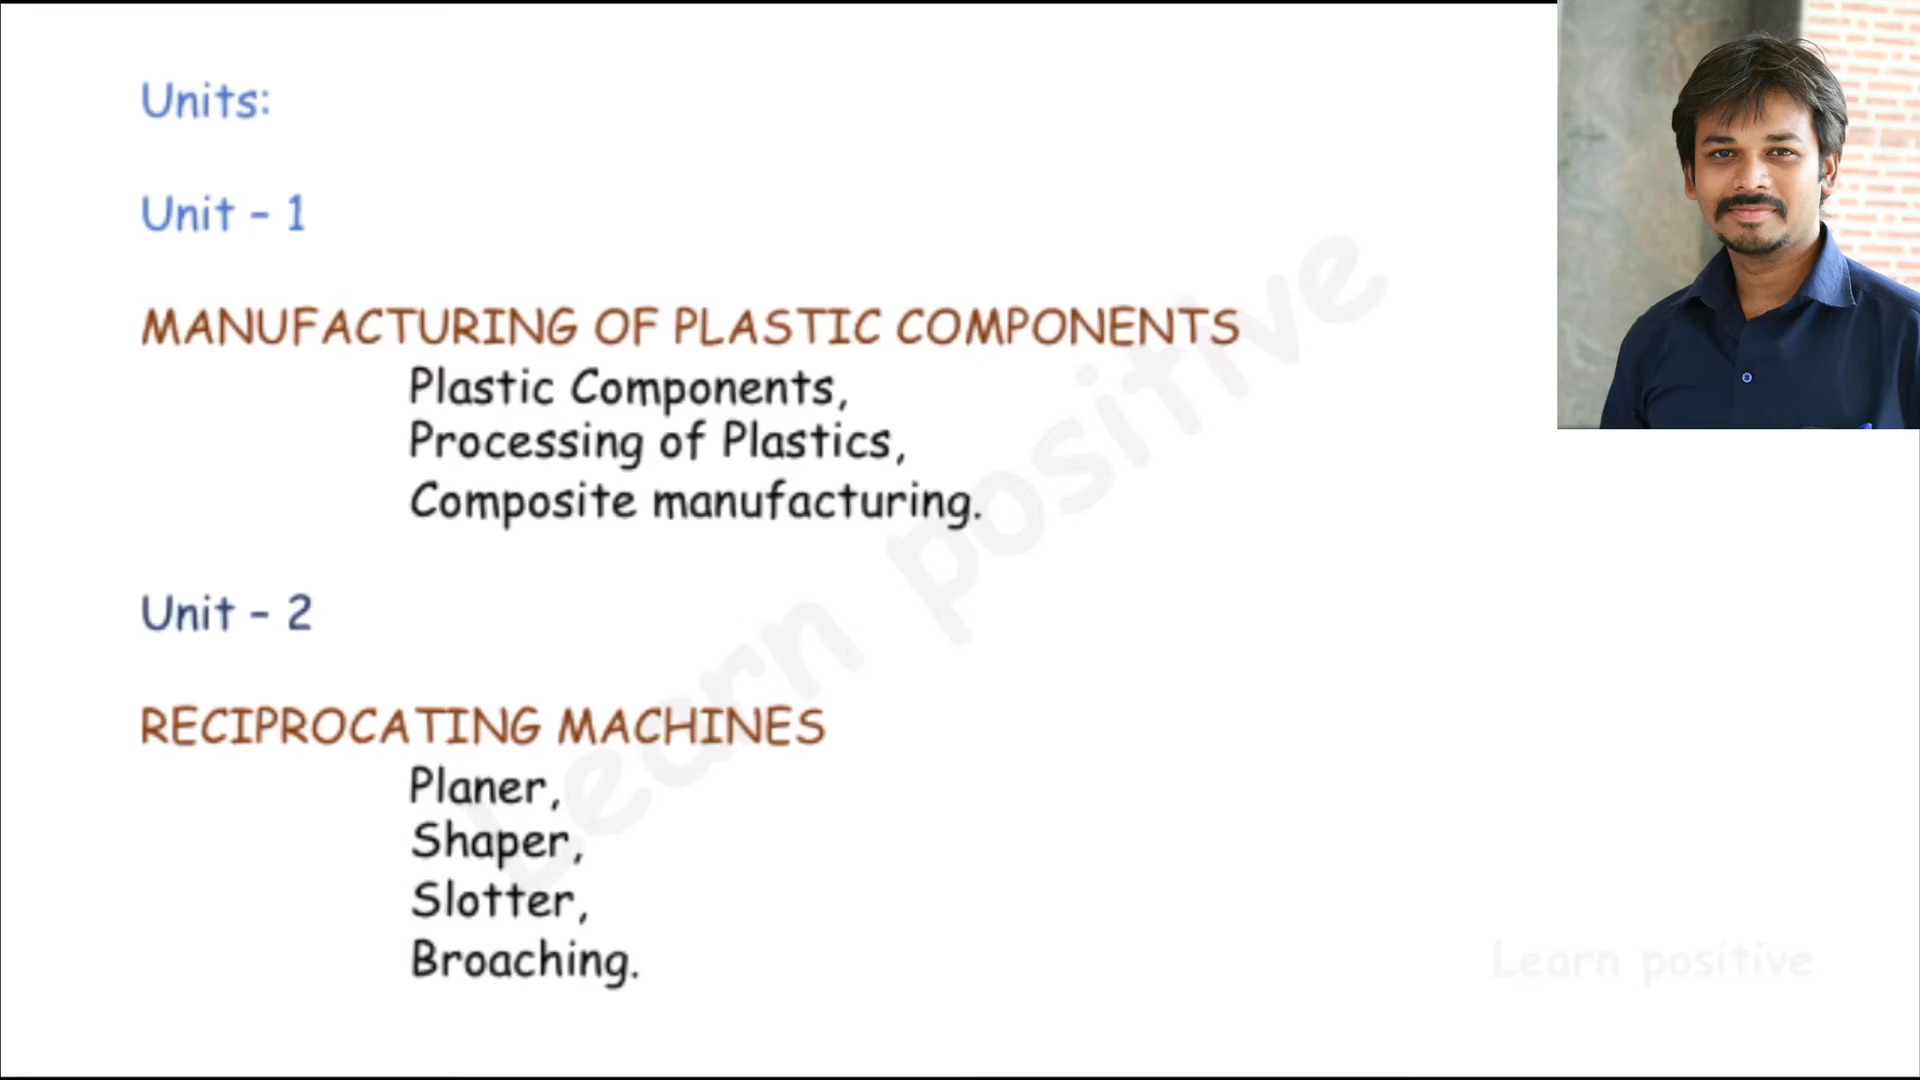 Units:
Unit - 1
MANUFACTURING OF PLASTIC COMPONENTS
Plastic Components,
Processing of Plastics,
Composite manufacturing.
Unit - 2
RECIPROCATING MACHINES
Planer,
Shaper,
Slotter,
Broaching.
Learn positive
Learn positive